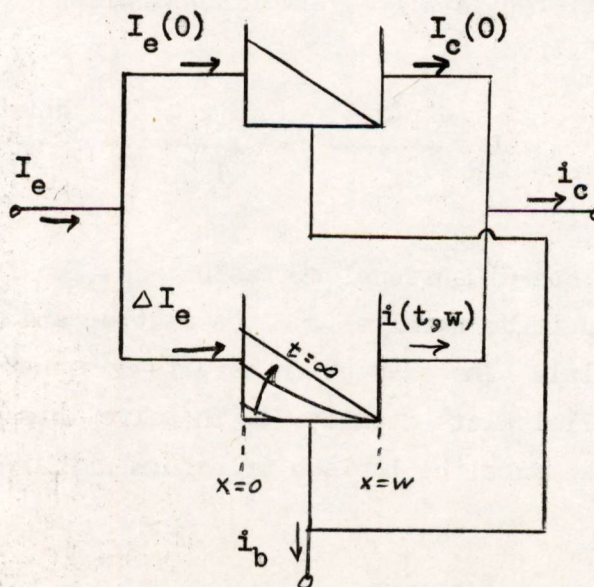 I_e(0)
I_c(0)
I_e
i_c
ΔI_e
i(t,w)
t=∞
x=0
x=w
i_b